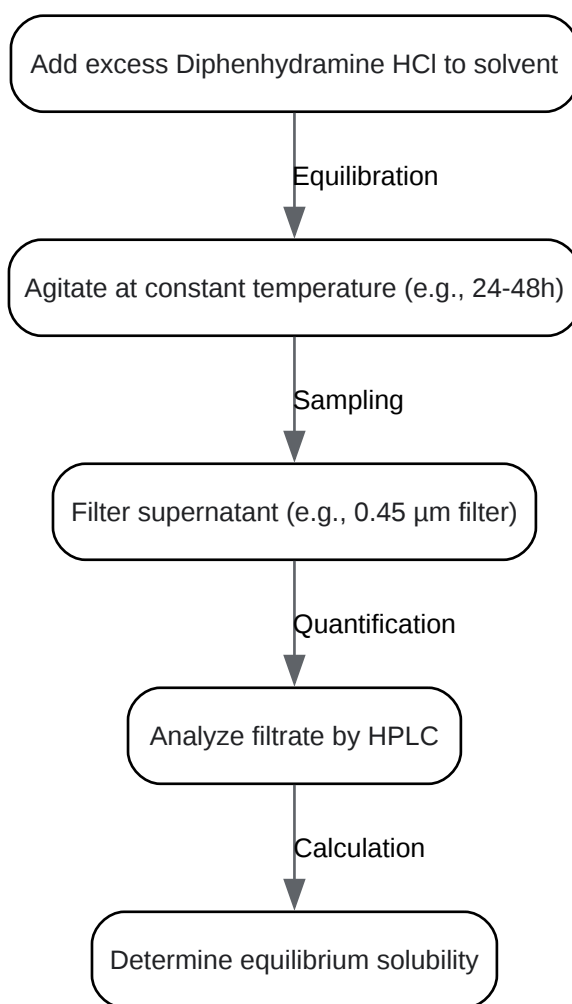 Add excess Diphenhydramine HCl to solvent
Equilibration
Agitate at constant temperature (e.g., 24-48h)
Sampling
Filter supernatant (e.g., 0.45 µm filter)
Quantification
Analyze filtrate by HPLC
Calculation
Determine equilibrium solubility